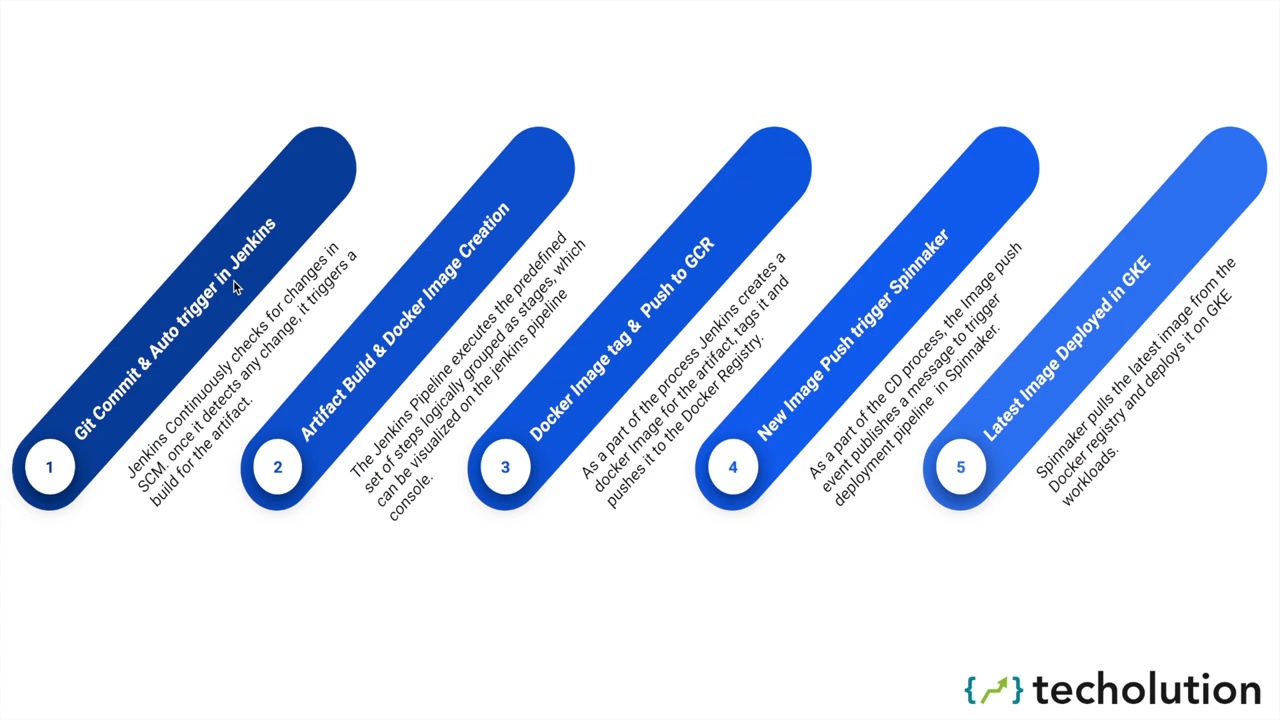 1
Git Commit & Auto trigger in Jenkins
Jenkins Continuously checks for changes in
SCM, once it detects any change, it triggers a
build for the artifact.
2
Artifact Build & Docker Image Creation
The Jenkins Pipeline executes the predefined
set of steps logically grouped as stages, which
can be visualized on the jenkins pipeline
console.
3
Docker Image tag & Push to GCR
As a part of the process Jenkins creates a
docker Image for the artifact, tags it and
pushes it to the Docker Registry.
4
New Image Push trigger Spinnaker
As a part of the CD process, the Image push
event publishes a message to trigger
deployment pipeline in Spinnaker.
5
Latest Image Deployed in GKE
Spinnaker pulls the latest image from the
Docker registry and deploys it on GKE
workloads.
techolution